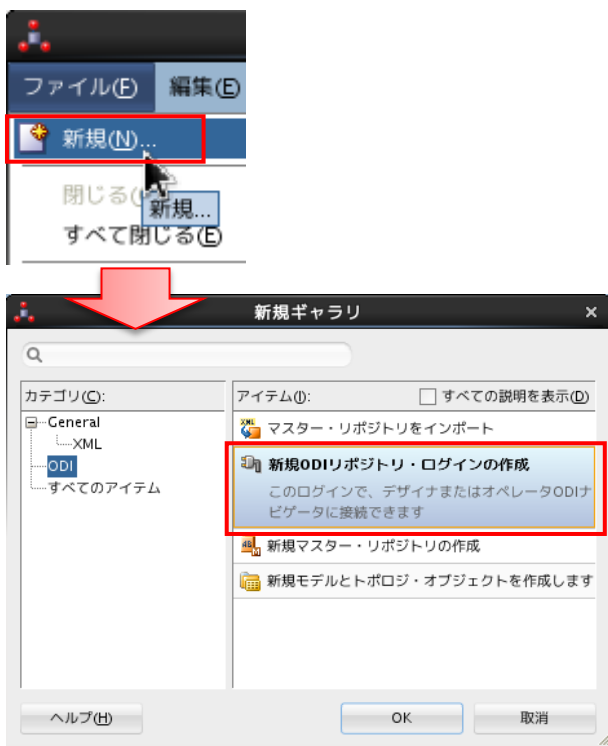 ファイル(F) 編集(E)
新規(N)...
閉じる(
新規...
すべて閉じる(E)
新規ギャラリ
カテゴリ(C):
General
XML
ODI
すべてのアイテム
アイテム(I):
すべての説明を表示(D)
マスター・リポジトリをインポート
新規ODIリポジトリ・ログインの作成
このログインで、デザイナまたはオペレータODIナ
ビゲータに接続できます
新規マスター・リポジトリの作成
新規モデルとトポロジ・オブジェクトを作成します
ヘルプ(H)
OK
取消